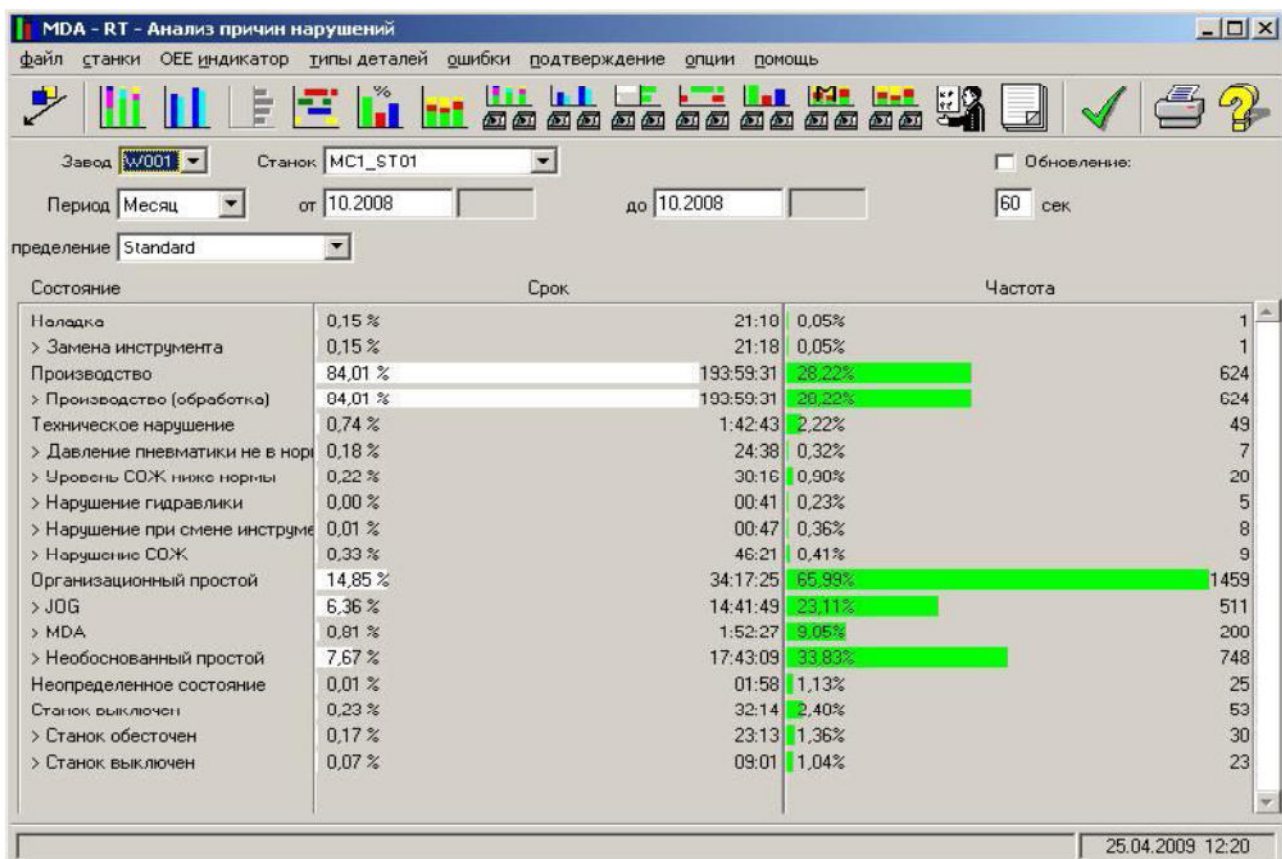 MDA - RT - Анализ причин нарушений
файл станки OEE индикатор типы деталей ошибки подтверждение опции помощь
%
Завод W001 Станок MC1_ST01 Обновление:
Период Месяц от 10.2008 до 10.2008 60 сек
пределение Standard
Состояние Срок Частота
Наладка 0,15 % 21:18 0,05% 1
> Замена инструмента 0,15 % 21:18 0,05% 1
Производство 84,01 % 193:59:31 28,22% 624
> Производство (обработка) 84,01 % 193:59:31 28,22% 624
Техническое нарушение 0,74 % 1:42:43 2,22% 49
> Давление пневматики не в нор 0,18 % 24:38 0,32% 7
> Уровень СОЖ ниже нормы 0,22 % 30:16 0,90% 20
> Нарушение гидравлики 0,00 % 00:41 0,23% 5
> Нарушение при смене инструме 0,01 % 00:47 0,36% 8
> Нарушение СОЖ 0,33 % 46:21 0,41% 9
Организационный простой 14,85 % 34:17:25 65,99% 1459
> JOG 6,36 % 14:41:49 23,11% 511
> MDA 0,81 % 1:52:27 9,05% 200
> Необоснованный простой 7,67 % 17:43:09 33,83% 748
Неопределенное состояние 0,01 % 01:58 1,13% 25
Станок выключен 0,23 % 32:14 2,40% 53
> Станок обесточен 0,17 % 23:13 1,36% 30
> Станок выключен 0,07 % 09:01 1,04% 23
25.04.2009 12:20